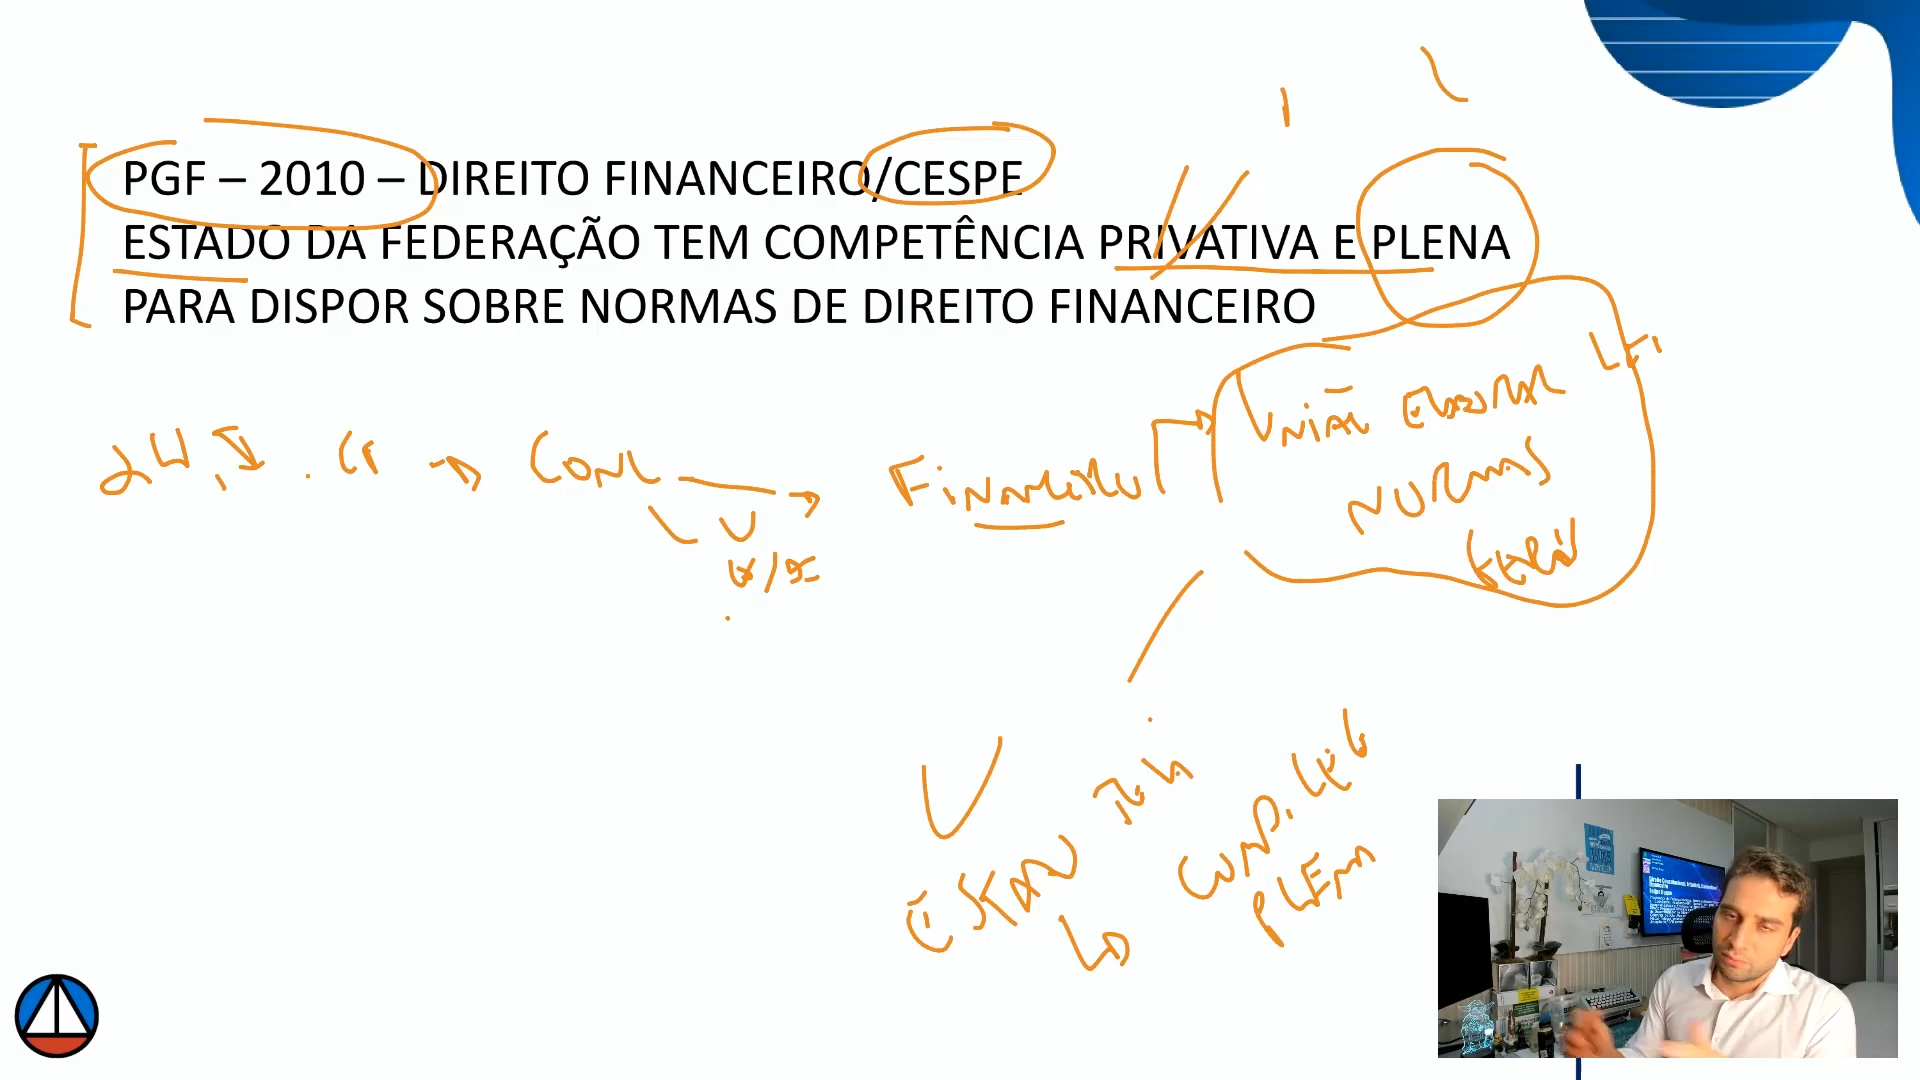 PGF – 2010 – DIREITO FINANCEIRO/CESPE
ESTADO DA FEDERAÇÃO TEM COMPETÊNCIA PRIVATIVA E PLENA
PARA DISPOR SOBRE NORMAS DE DIREITO FINANCEIRO
24, I. CF → CONC → FINANCEIRO
UNIÃO ELABORAR LEI
NORMAS
GERAIS
U
ESTADO
COMP. LEG
PLENA